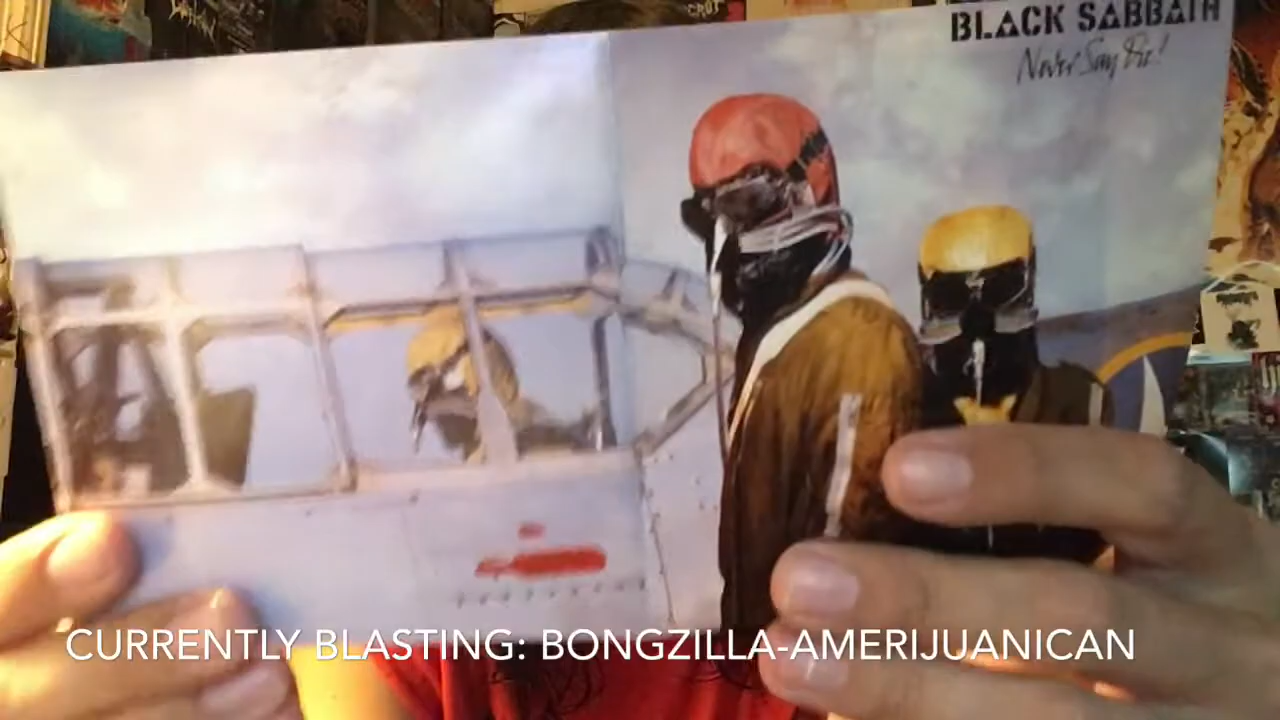 BLACK SABBATH
Never Say Die!
CURRENTLY BLASTING: BONGZILLA-AMERIJUANICAN